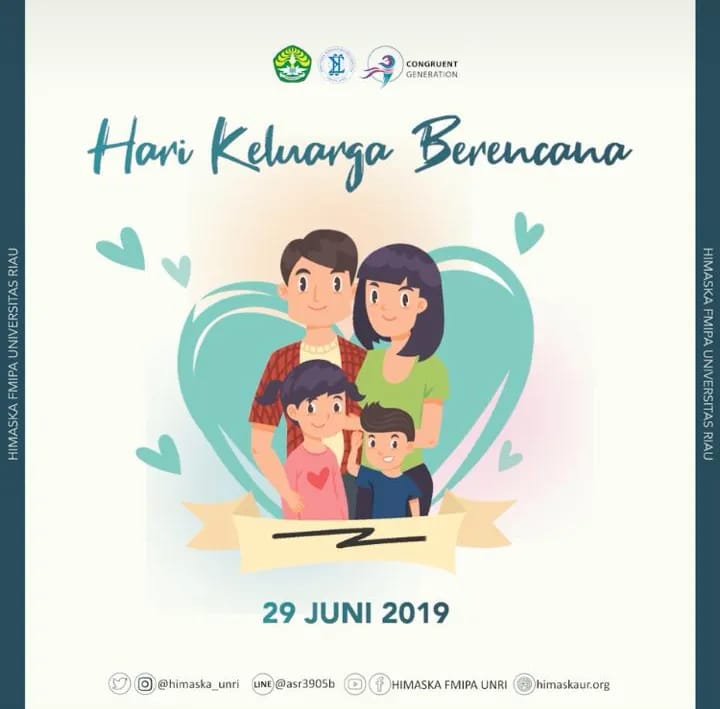 CONGRUENT
GENERATION
Hari Keluarga Berencana
HIMASKA FMIPA UNIVERSITAS RIAU
HIMASKA FMIPA UNIVERSITAS RIAU
29 JUNI 2019
@himaska_unri LINE @asr3905b HIMASKA FMIPA UNRI himaskaur.org